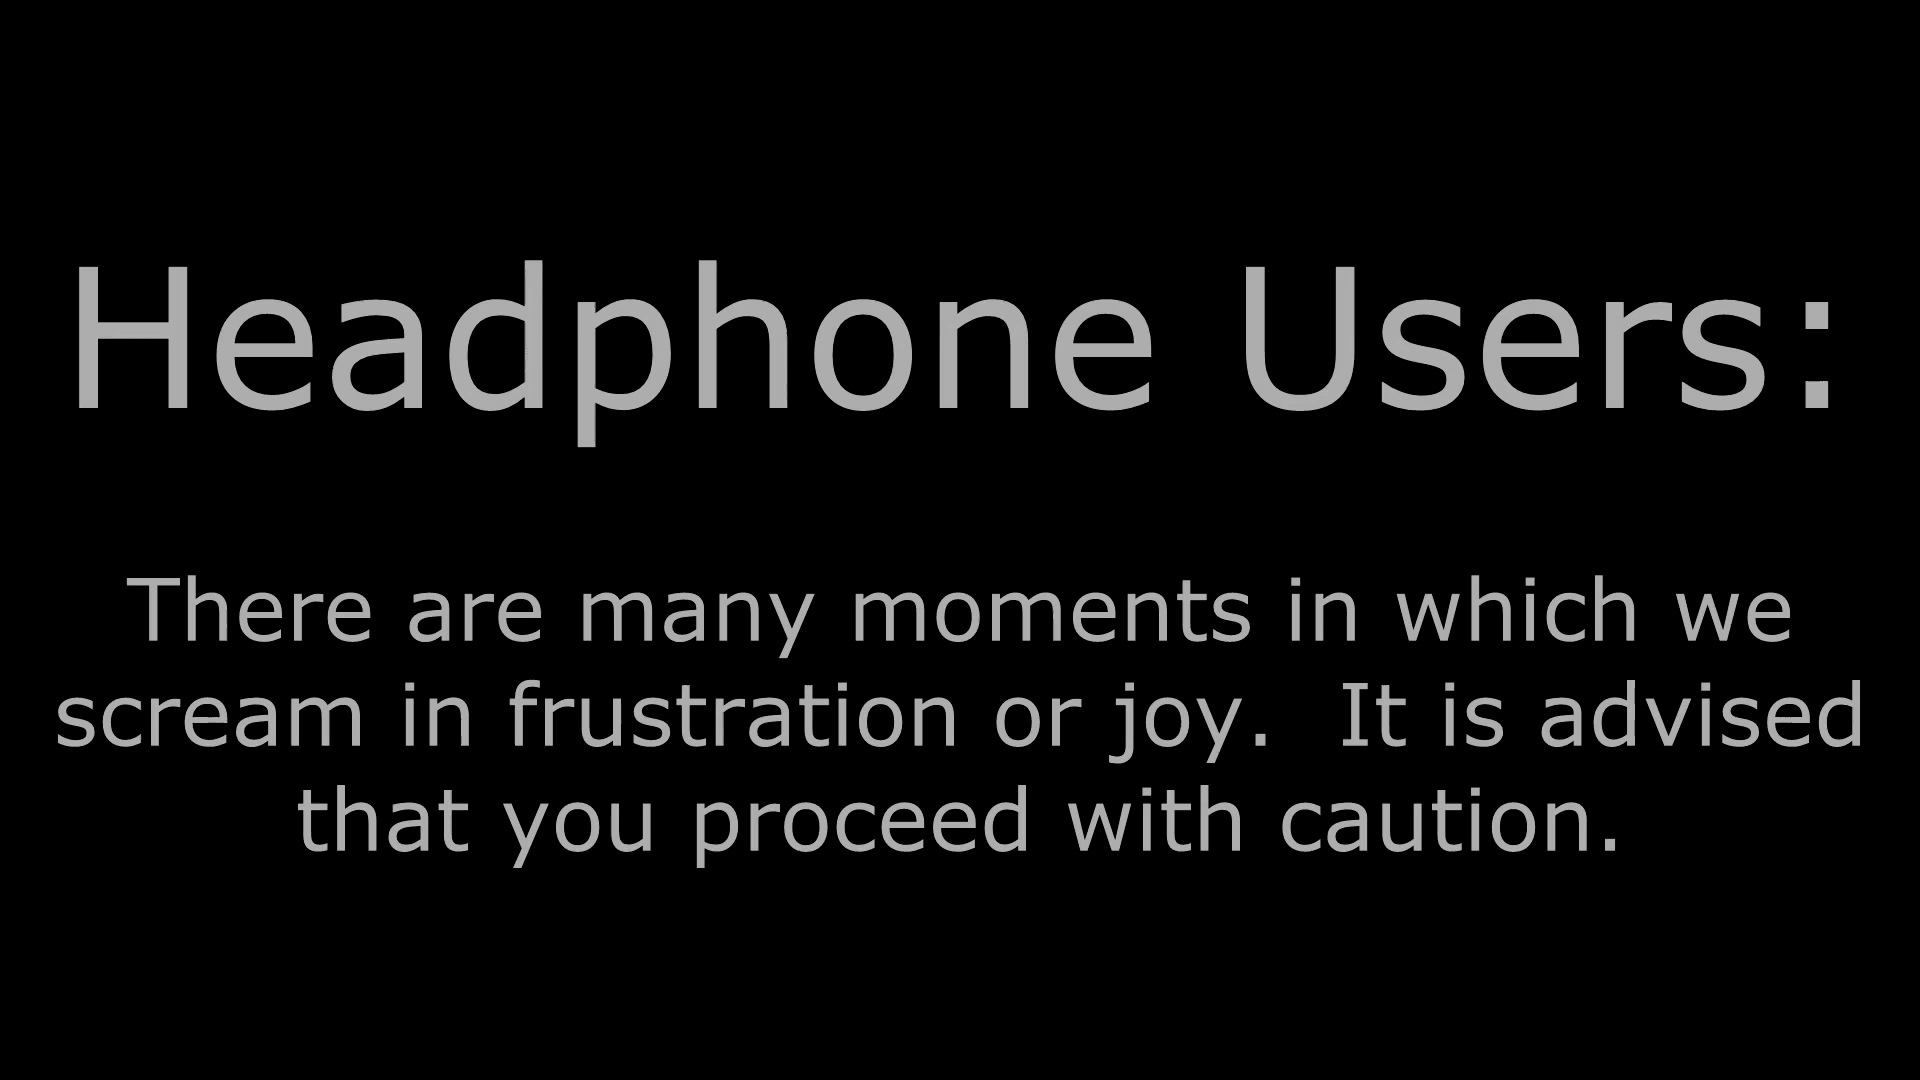 Headphone Users:
There are many moments in which we
scream in frustration or joy.  It is advised
that you proceed with caution.